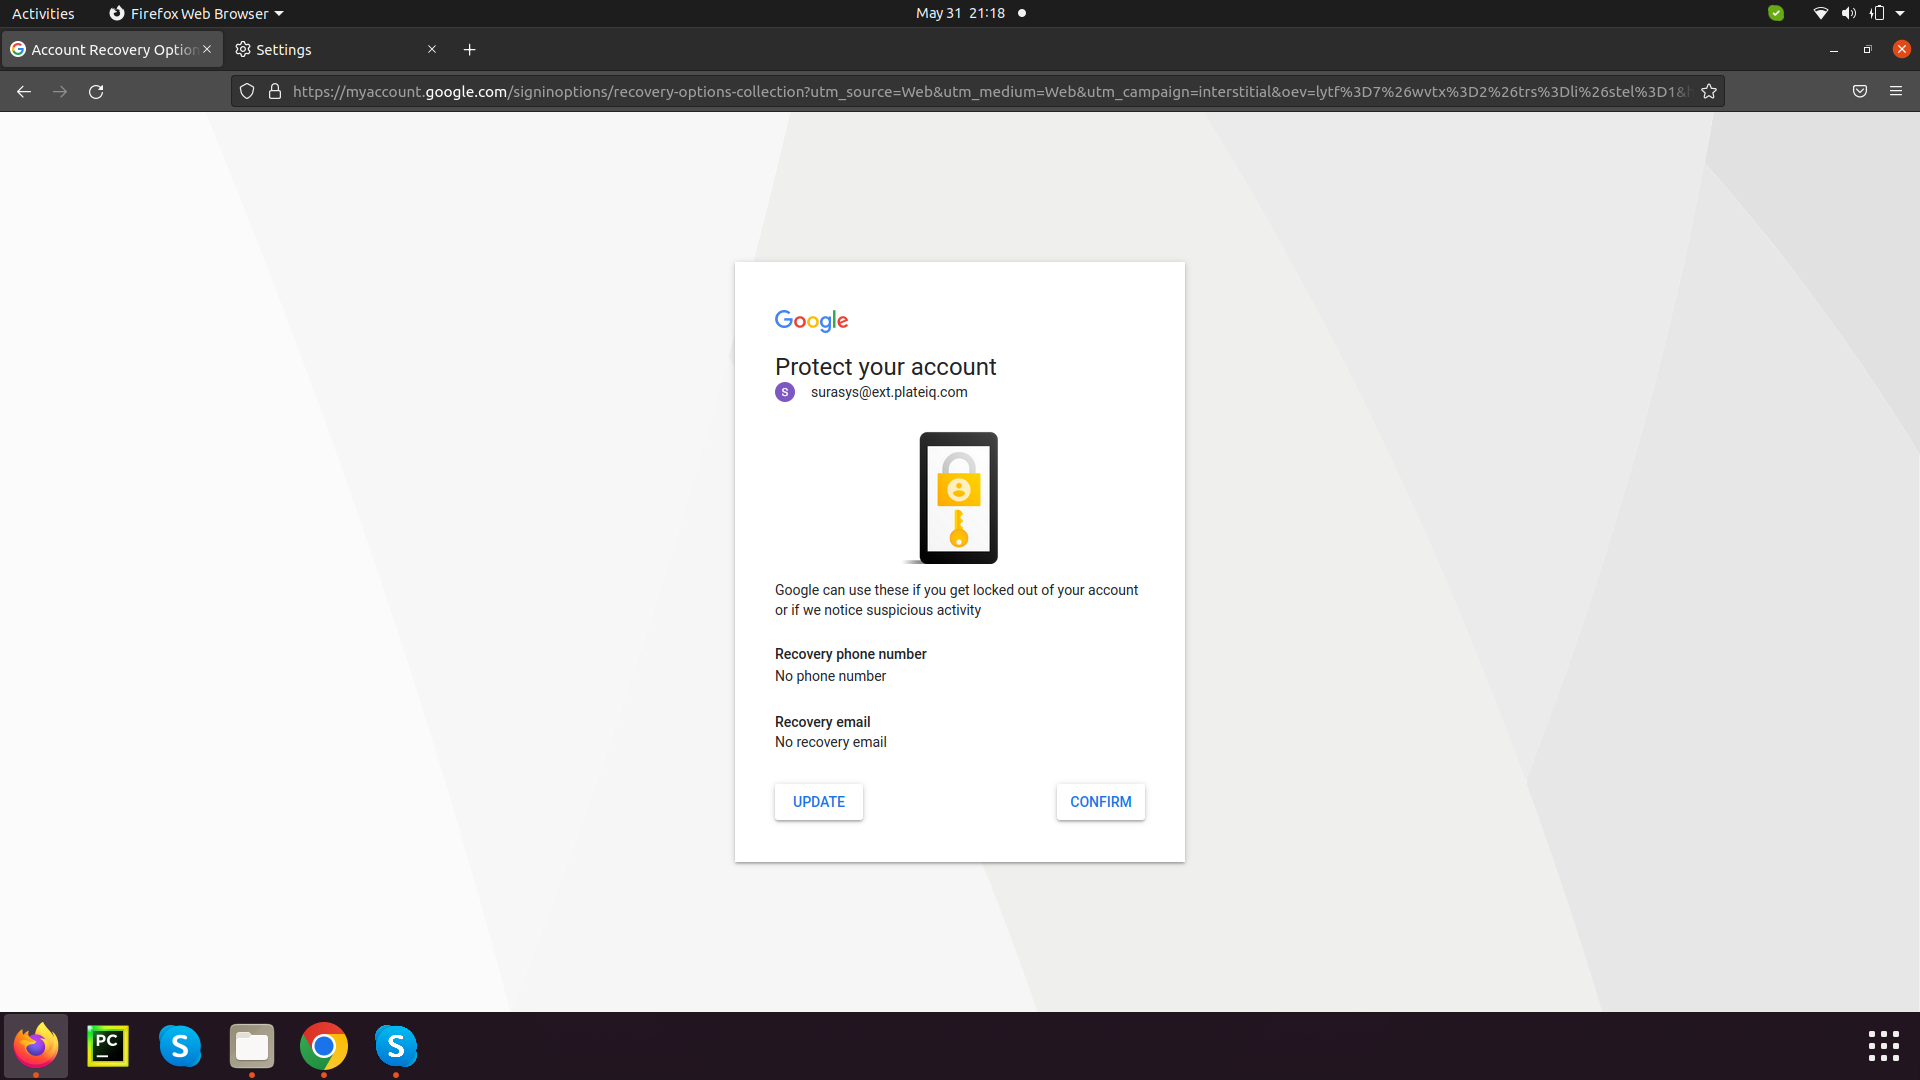 Activities
Firefox Web Browser
May 31 21:18
Account Recovery Option
Settings
https://myaccount.google.com/signinoptions/recovery-options-collection?utm_source=Web&utm_medium=Web&utm_campaign=interstitial&oev=lytf%3D7%26wvtx%3D2%26trs%3Dli%26stel%3D1&
Google
Protect your account
S
surasys@ext.plateiq.com
Google can use these if you get locked out of your account
or if we notice suspicious activity
Recovery phone number
No phone number
Recovery email
No recovery email
UPDATE
CONFIRM
PC
S
S